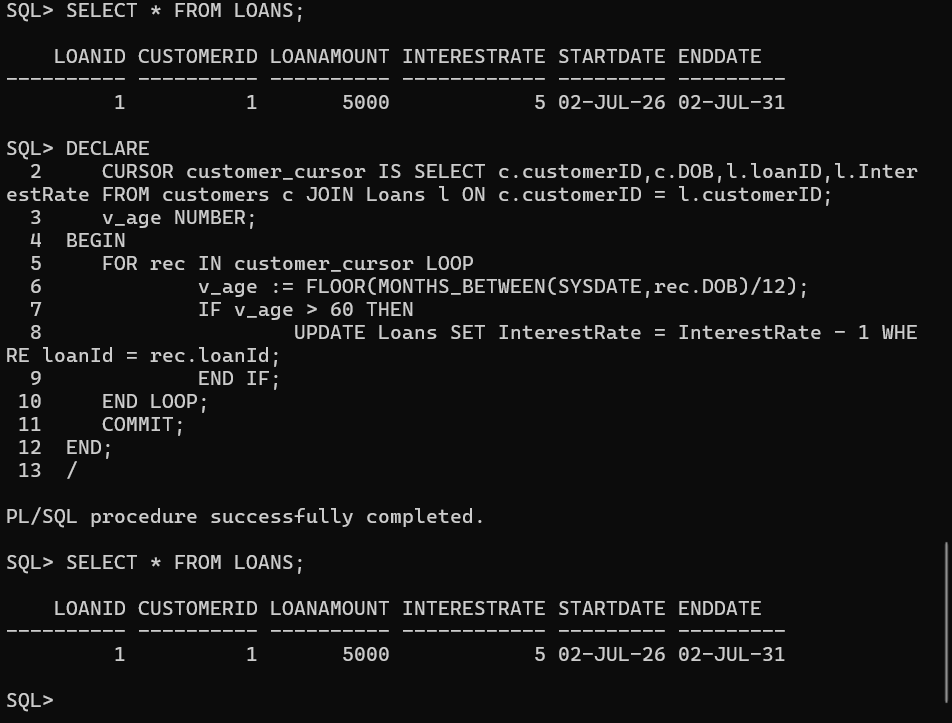 SQL> SELECT * FROM LOANS;
    LOANID CUSTOMERID LOANAMOUNT INTERESTRATE STARTDATE ENDDATE
---------- ---------- ---------- ------------ --------- ---------
         1          1       5000            5 02-JUL-26 02-JUL-31
SQL> DECLARE
  2     CURSOR customer_cursor IS SELECT c.customerID,c.DOB,l.loanID,l.Inter
estRate FROM customers c JOIN Loans l ON c.customerID = l.customerID;
  3     v_age NUMBER;
  4  BEGIN
  5     FOR rec IN customer_cursor LOOP
  6             v_age := FLOOR(MONTHS_BETWEEN(SYSDATE,rec.DOB)/12);
  7             IF v_age > 60 THEN
  8                     UPDATE Loans SET InterestRate = InterestRate - 1 WHE
RE loanId = rec.loanId;
  9             END IF;
 10     END LOOP;
 11     COMMIT;
 12  END;
 13  /
PL/SQL procedure successfully completed.
SQL> SELECT * FROM LOANS;
    LOANID CUSTOMERID LOANAMOUNT INTERESTRATE STARTDATE ENDDATE
---------- ---------- ---------- ------------ --------- ---------
         1          1       5000            5 02-JUL-26 02-JUL-31
SQL>